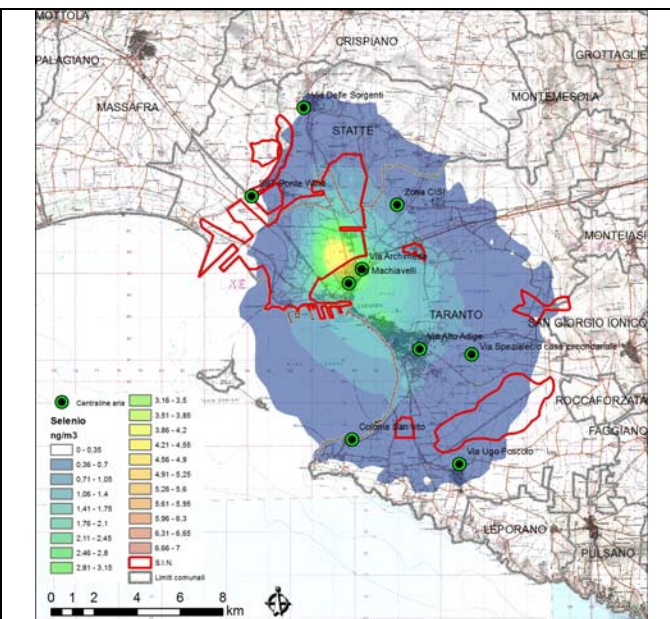 MOTTOLA
CRISPIANO
GROTTAGLIE
PALAGIANO
MONTEMESOLA
MASSAFRA
Via Delle Sorgenti
STATTE
Zona CISI
MONTEIASI
Via Archimede
Machiavelli
TARANTO
SAN GIORGIO IONICO
Via Alto Adige
Via Speziale c/o casa circondariale
ROCCAFORZATA
FAGGIANO
Colonia San Vito
Via Ugo Foscolo
LEPORANO
PULSANO
Centraline aria
Selenio
ng/m3
0 - 0,35
0,36 - 0,7
0,71 - 1,05
1,06 - 1,4
1,41 - 1,75
1,76 - 2,1
2,11 - 2,45
2,46 - 2,8
2,81 - 3,15
3,16 - 3,5
3,51 - 3,85
3,86 - 4,2
4,21 - 4,55
4,56 - 4,9
4,91 - 5,25
5,26 - 5,6
5,61 - 5,95
5,96 - 6,3
6,31 - 6,65
6,66 - 7
S.I.N.
Limiti comunali
0 1 2 4 6 8
km